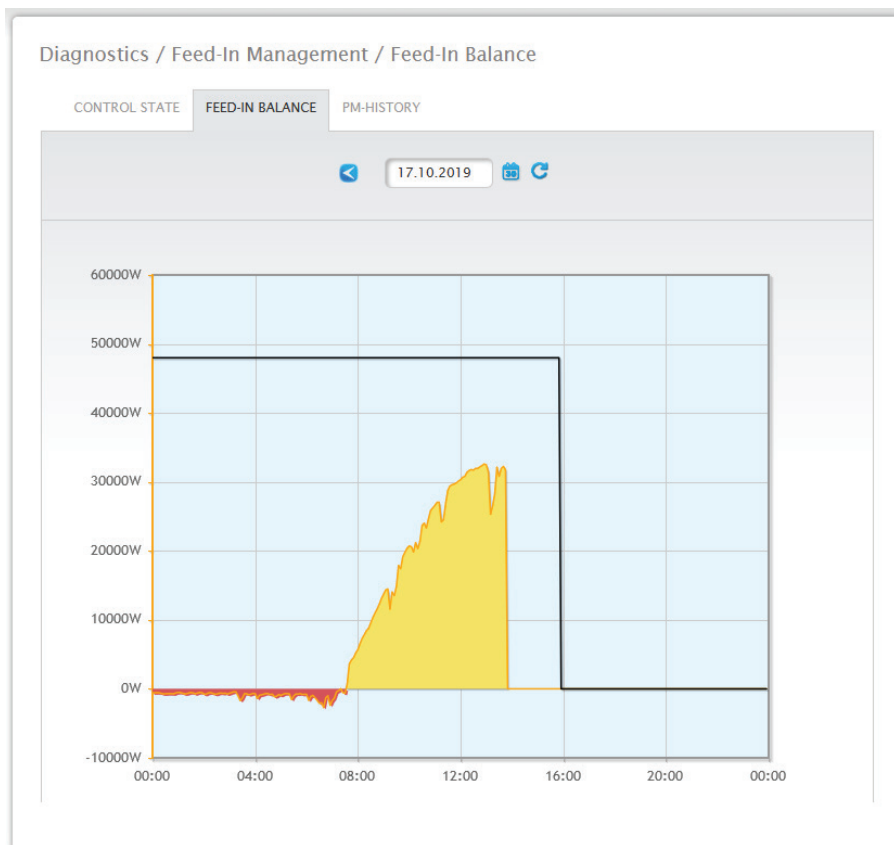 Diagnostics / Feed-In Management / Feed-In Balance
CONTROL STATE FEED-IN BALANCE PM-HISTORY
17.10.2019 30
60000W
50000W
40000W
30000W
20000W
10000W
0W
-10000W
00:00 04:00 08:00 12:00 16:00 20:00 00:00